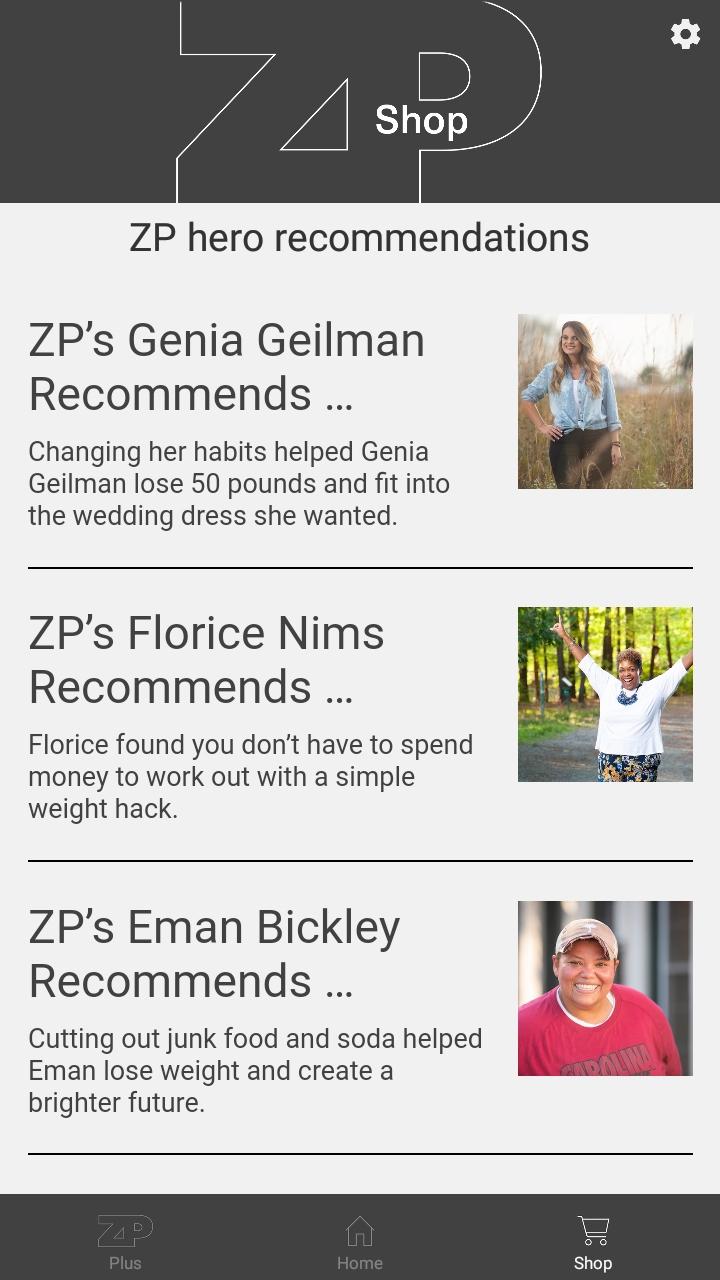 ZP
Shop
ZP hero recommendations
ZP’s Genia Geilman
Recommends ...
Changing her habits helped Genia
Geilman lose 50 pounds and fit into
the wedding dress she wanted.
ZP’s Florice Nims
Recommends ...
Florice found you don’t have to spend
money to work out with a simple
weight hack.
ZP’s Eman Bickley
Recommends ...
CAROLINA
Cutting out junk food and soda helped
Eman lose weight and create a
brighter future.
ZP
Plus
Home
Shop